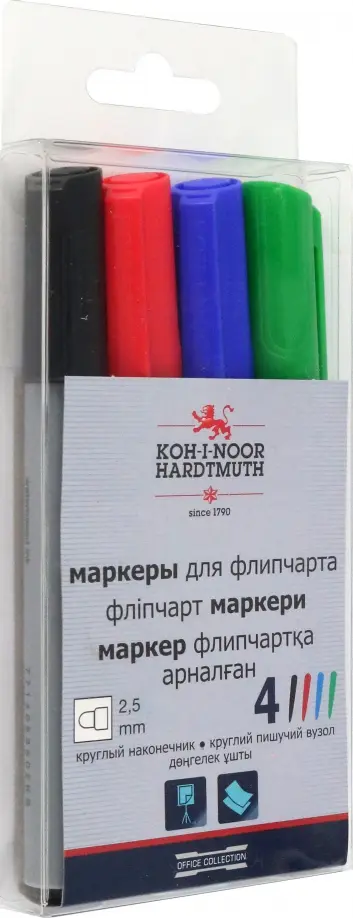 KOH-I-NOOR
HARDTMUTH
since 1790
маркеры для флипчарта
фліпчарт маркери
маркер флипчартқа
арналған
2,5
mm
4
круглый наконечник • круглий пишучий вузол
дөңгелек ұшты
OFFICE COLLECTION